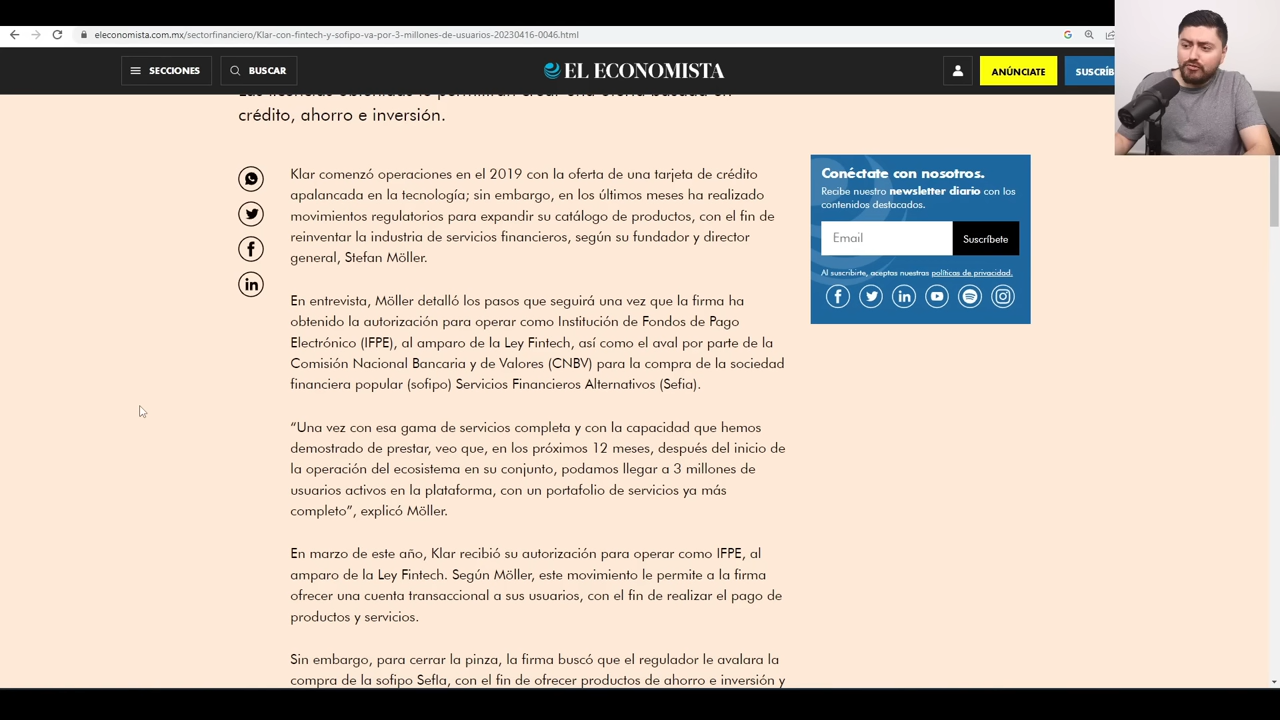 eleconomista.com.mx/sectorfinanciero/Klar-con-fintech-y-sofipo-va-por-3-millones-de-usuarios-20230416-0046.html
SECCIONES
BUSCAR
EL ECONOMISTA
ANÚNCIATE
SUSCRÍB
crédito, ahorro e inversión.
Klar comenzó operaciones en el 2019 con la oferta de una tarjeta de crédito
apalancada en la tecnología; sin embargo, en los últimos meses ha realizado
movimientos regulatorios para expandir su catálogo de productos, con el fin de
reinventar la industria de servicios financieros, según su fundador y director
general, Stefan Möller.
En entrevista, Möller detalló los pasos que seguirá una vez que la firma ha
obtenido la autorización para operar como Institución de Fondos de Pago
Electrónico (IFPE), al amparo de la Ley Fintech, así como el aval por parte de la
Comisión Nacional Bancaria y de Valores (CNBV) para la compra de la sociedad
financiera popular (sofipo) Servicios Financieros Alternativos (Sefia).
“Una vez con esa gama de servicios completa y con la capacidad que hemos
demostrado de prestar, veo que, en los próximos 12 meses, después del inicio de
la operación del ecosistema en su conjunto, podamos llegar a 3 millones de
usuarios activos en la plataforma, con un portafolio de servicios ya más
completo”, explicó Möller.
En marzo de este año, Klar recibió su autorización para operar como IFPE, al
amparo de la Ley Fintech. Según Möller, este movimiento le permite a la firma
ofrecer una cuenta transaccional a sus usuarios, con el fin de realizar el pago de
productos y servicios.
Sin embargo, para cerrar la pinza, la firma buscó que el regulador le avalara la
compra de la sofipo Sefia, con el fin de ofrecer productos de ahorro e inversión y
Conéctate con nosotros.
Recibe nuestro newsletter diario con los
contenidos destacados.
Email
Suscríbete
Al suscribirte, aceptas nuestras políticas de privacidad.